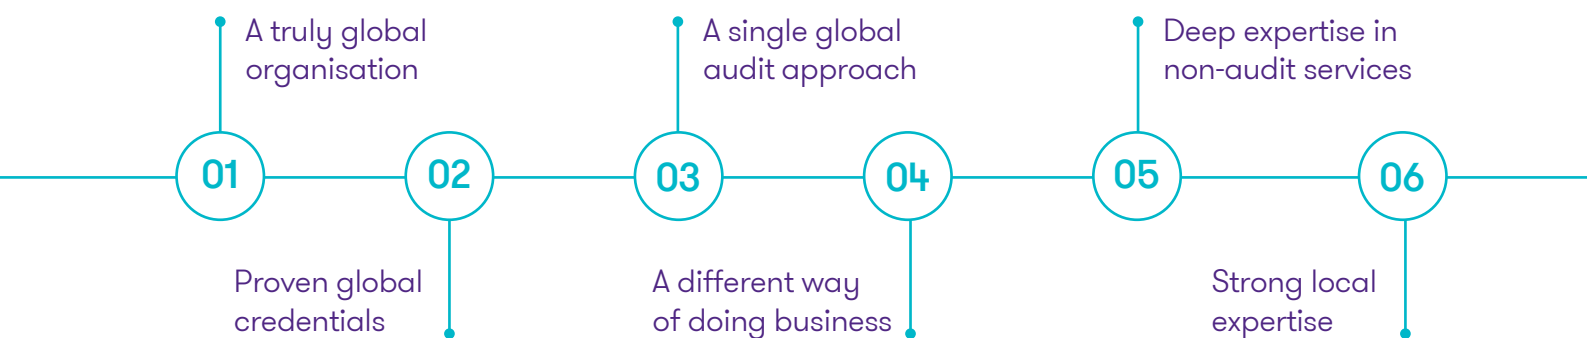 A truly global
organisation
A single global
audit approach
Deep expertise in
non-audit services
01
02
03
04
05
06
Proven global
credentials
A different way
of doing business
Strong local
expertise